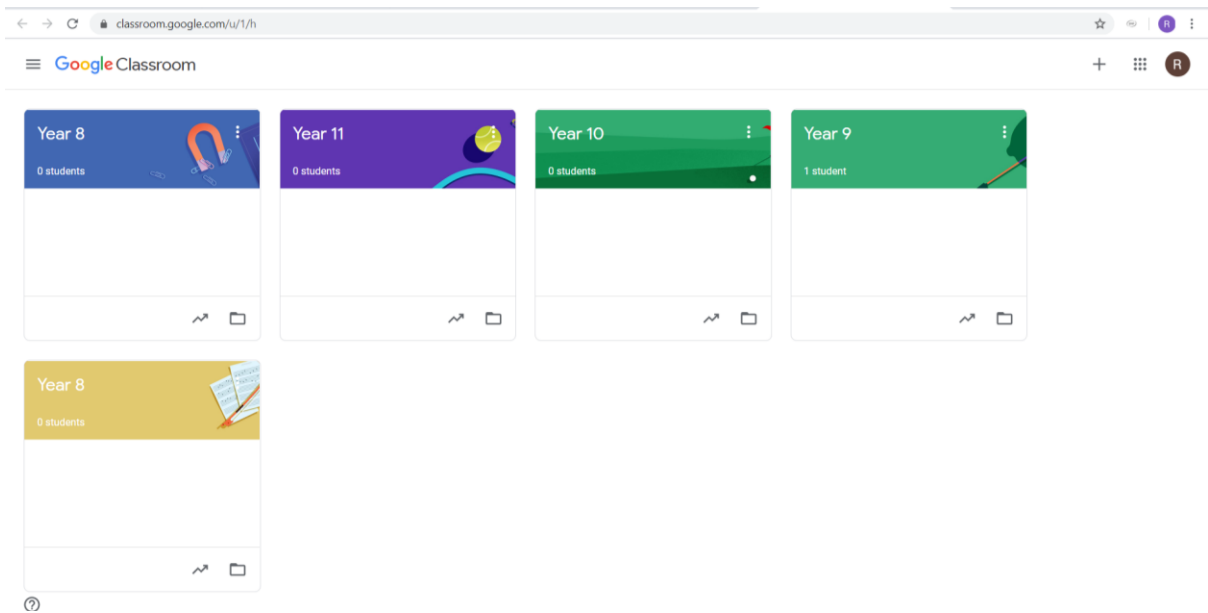 classroom.google.com/u/1/h
R
Google Classroom
R
Year 8
0 students
Year 11
0 students
Year 10
0 students
Year 9
1 student
Year 8
0 students